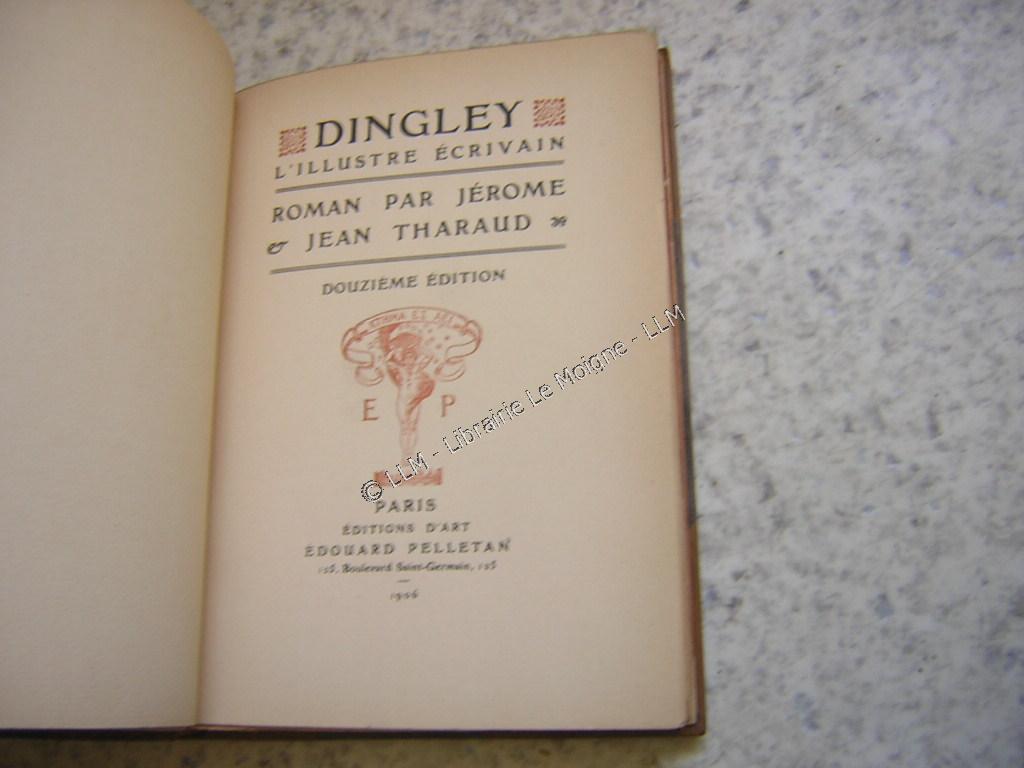 DINGLEY
L'ILLUSTRE ÉCRIVAIN
ROMAN PAR JÉROME
& JEAN THARAUD
DOUZIÈME ÉDITION
E P
PARIS
ÉDITIONS D'ART
ÉDOUARD PELLETAN
125, Boulevard Saint-Germain, 125
1906
© LLM - Librairie Le Moigne - LLM